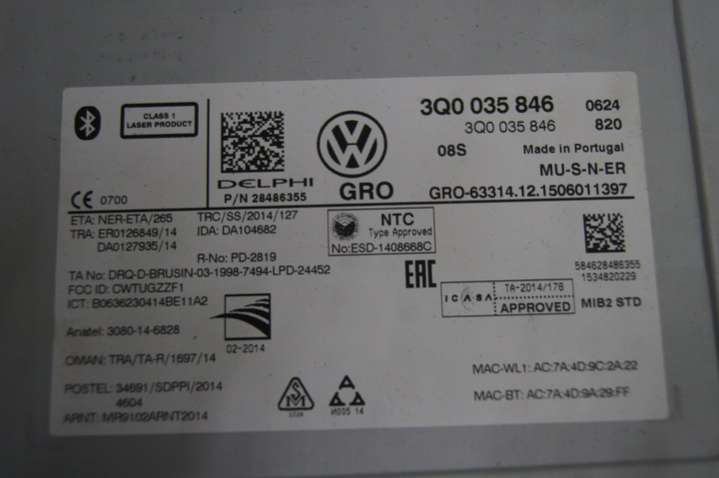 CLASS 1
LASER PRODUCT
0700
DELPHI
P/N 28486355
GRO
3Q0 035 846 0624
3Q0 035 846 820
08S Made in Portugal
MU-S-N-ER
GRO-63314.12.1506011397
ETA: NER-ETA/265
TRA: ER0126849/14
DA0127935/14
TRC/SS/2014/127
IDA: DA104682
R-No: PD-2819
TA No: DRQ-D-BRUSIN-03-1998-7494-LPD-24452
FCC ID: CWTUGZZF1
ICT: B0636230414BE11A2
NTC
Type Approved
No:ESD-1408668C
EAC
ICASA
TA-2014/178
APPROVED
584628486355
1534820229
MIB2 STD
Anatel: 3080-14-6828
02-2014
OMAN: TRA/TA-R/1697/14
POSTEL: 34691/SDPPI/2014
4604
ARNT: MR9102ARNT2014
И005 14
MAC-WL1: AC:7A:4D:9C:2A:22
MAC-BT: AC:7A:4D:9A:29:FF